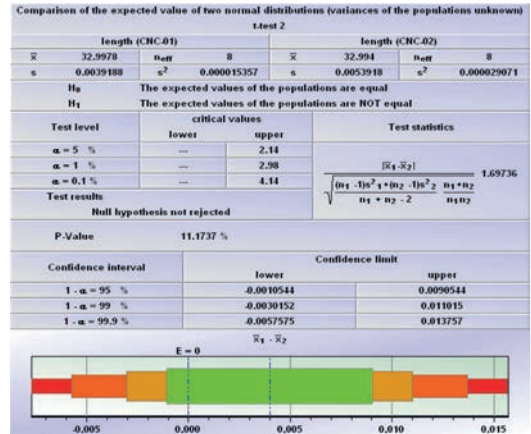 Comparison of the expected value of two normal distributions (variances of the populations unknown)
t-test 2
length (CNC-01) length (CNC-02)
x̄ 32.9978 neff 8 x̄ 32.994 neff 8
s 0.0039188 s² 0.000015357 s 0.0053918 s² 0.000029071
H₀ The expected values of the populations are equal
H₁ The expected values of the populations are NOT equal
Test level critical values Test statistics
lower upper
α = 5 % --- 2.14
α = 1 % --- 2.98
α = 0.1 % --- 4.14
|x̄1-x̄2|
√ (n1 -1)s²1+(n2 -1)s²2 n1+n2 1.69736
n1 + n2 - 2 n1n2
Test results
Null hypothesis not rejected
P-Value 11.1737 %
Confidence interval Confidence limit
lower upper
1 - α = 95 % -0.0010544 0.0090544
1 - α = 99 % -0.0030152 0.011015
1 - α = 99.9 % -0.0057575 0.013757
x̄1 - x̄2
E = 0
-0.005 0.000 0.005 0.010 0.015